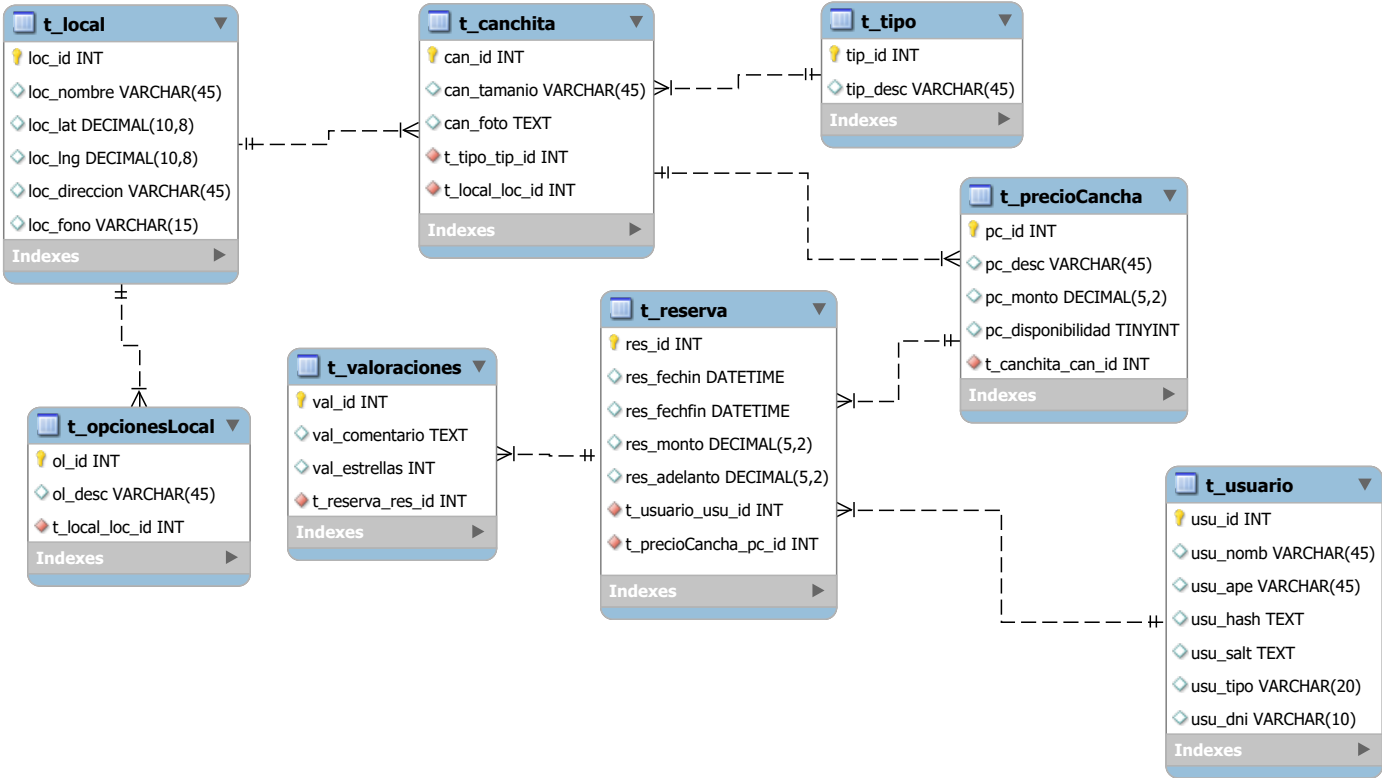 t_local
loc_id INT
loc_nombre VARCHAR(45)
loc_lat DECIMAL(10,8)
loc_lng DECIMAL(10,8)
loc_direccion VARCHAR(45)
loc_fono VARCHAR(15)
Indexes
t_canchita
can_id INT
can_tamanio VARCHAR(45)
can_foto TEXT
t_tipo_tip_id INT
t_local_loc_id INT
Indexes
t_tipo
tip_id INT
tip_desc VARCHAR(45)
Indexes
t_precioCancha
pc_id INT
pc_desc VARCHAR(45)
pc_monto DECIMAL(5,2)
pc_disponibilidad TINYINT
t_canchita_can_id INT
Indexes
t_reserva
res_id INT
res_fechin DATETIME
res_fechfin DATETIME
res_monto DECIMAL(5,2)
res_adelanto DECIMAL(5,2)
t_usuario_usu_id INT
t_precioCancha_pc_id INT
Indexes
t_valoraciones
val_id INT
val_comentario TEXT
val_estrellas INT
t_reserva_res_id INT
Indexes
t_opcionesLocal
ol_id INT
ol_desc VARCHAR(45)
t_local_loc_id INT
Indexes
t_usuario
usu_id INT
usu_nomb VARCHAR(45)
usu_ape VARCHAR(45)
usu_hash TEXT
usu_salt TEXT
usu_tipo VARCHAR(20)
usu_dni VARCHAR(10)
Indexes